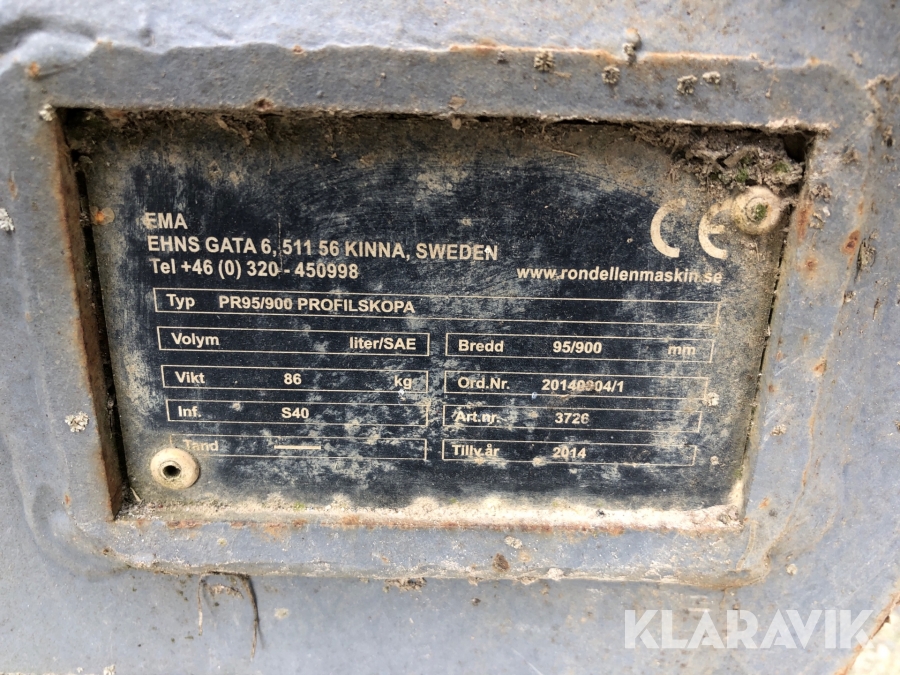 EMA
EHNS GATA 6, 511 56 KINNA, SWEDEN
Tel +46 (0) 320 - 450998
CE
www.rondellenmaskin.se
Typ PR95/900 PROFILSKOPA
Volym liter/SAE Bredd 95/900 mm
Vikt 86 kg Ord.Nr. 20140904/1
Inf. S40 Art.nr. 3726
Tand Tillv.år 2014
KLARAVIK